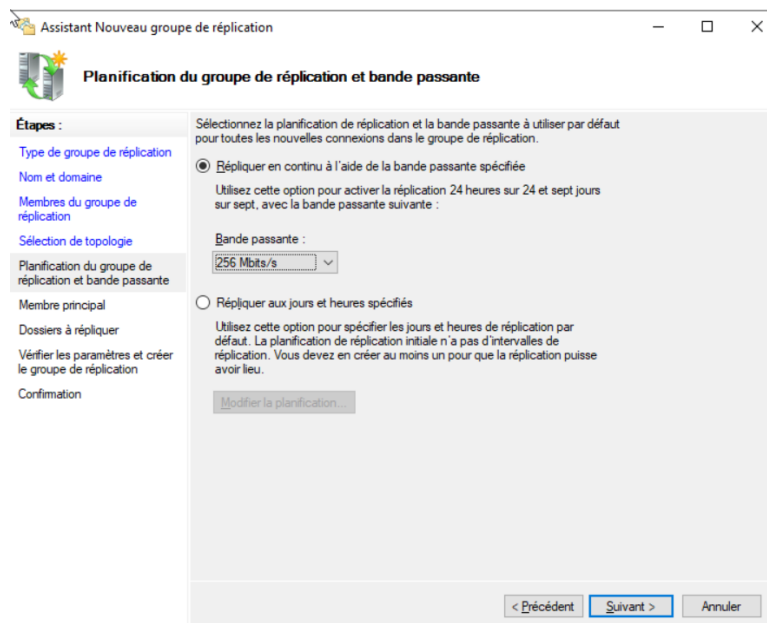 Assistant Nouveau groupe de réplication
Planification du groupe de réplication et bande passante
Étapes :
Type de groupe de réplication
Nom et domaine
Membres du groupe de
réplication
Sélection de topologie
Planification du groupe de
réplication et bande passante
Membre principal
Dossiers à répliquer
Vérifier les paramètres et créer
le groupe de réplication
Confirmation
Sélectionnez la planification de réplication et la bande passante à utiliser par défaut
pour toutes les nouvelles connexions dans le groupe de réplication.
Répliquer en continu à l'aide de la bande passante spécifiée
Utilisez cette option pour activer la réplication 24 heures sur 24 et sept jours
sur sept, avec la bande passante suivante :
Bande passante :
256 Mbits/s
Répliquer aux jours et heures spécifiés
Utilisez cette option pour spécifier les jours et heures de réplication par
défaut. La planification de réplication initiale n'a pas d'intervalles de
réplication. Vous devez en créer au moins un pour que la réplication puisse
avoir lieu.
Modifier la planification...
< Précédent
Suivant >
Annuler